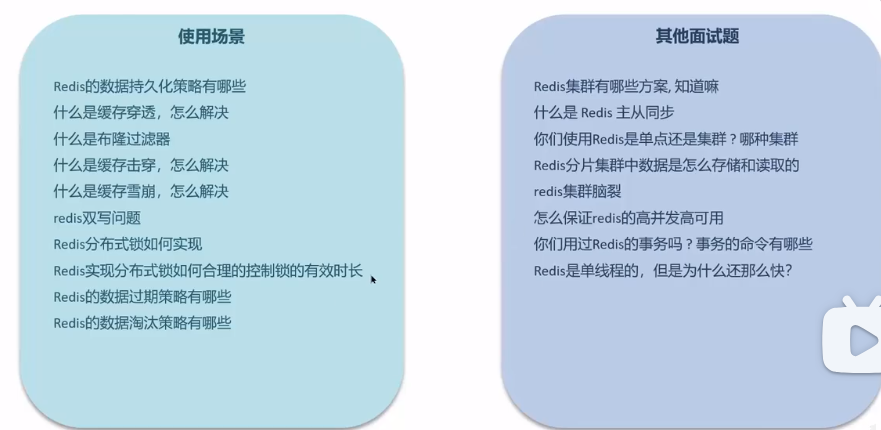 使用场景
Redis的数据持久化策略有哪些
什么是缓存穿透，怎么解决
什么是布隆过滤器
什么是缓存击穿，怎么解决
什么是缓存雪崩，怎么解决
redis双写问题
Redis分布式锁如何实现
Redis实现分布式锁如何合理的控制锁的有效时长
Redis的数据过期策略有哪些
Redis的数据淘汰策略有哪些
其他面试题
Redis集群有哪些方案, 知道嘛
什么是 Redis 主从同步
你们使用Redis是单点还是集群 ? 哪种集群
Redis分片集群中数据是怎么存储和读取的
redis集群脑裂
怎么保证redis的高并发高可用
你们用过Redis的事务吗 ? 事务的命令有哪些
Redis是单线程的，但是为什么还那么快?